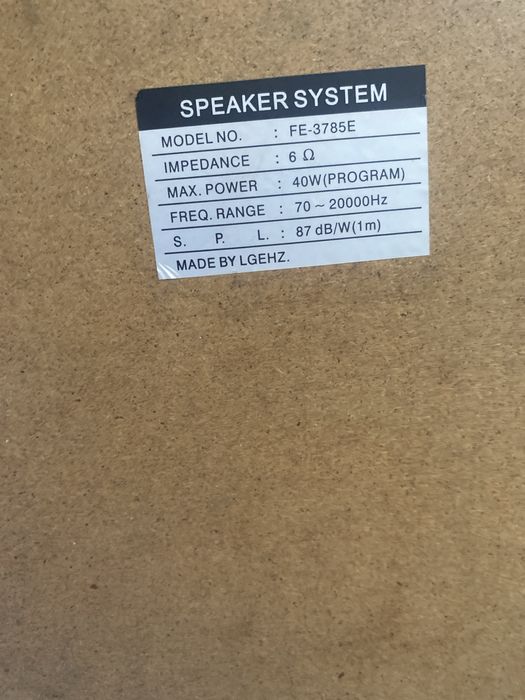 SPEAKER SYSTEM
MODEL NO. : FE-3785E
IMPEDANCE : 6 Ω
MAX. POWER : 40W(PROGRAM)
FREQ. RANGE : 70 ~ 20000Hz
S. P. L. : 87 dB/W(1m)
MADE BY LGEHZ.